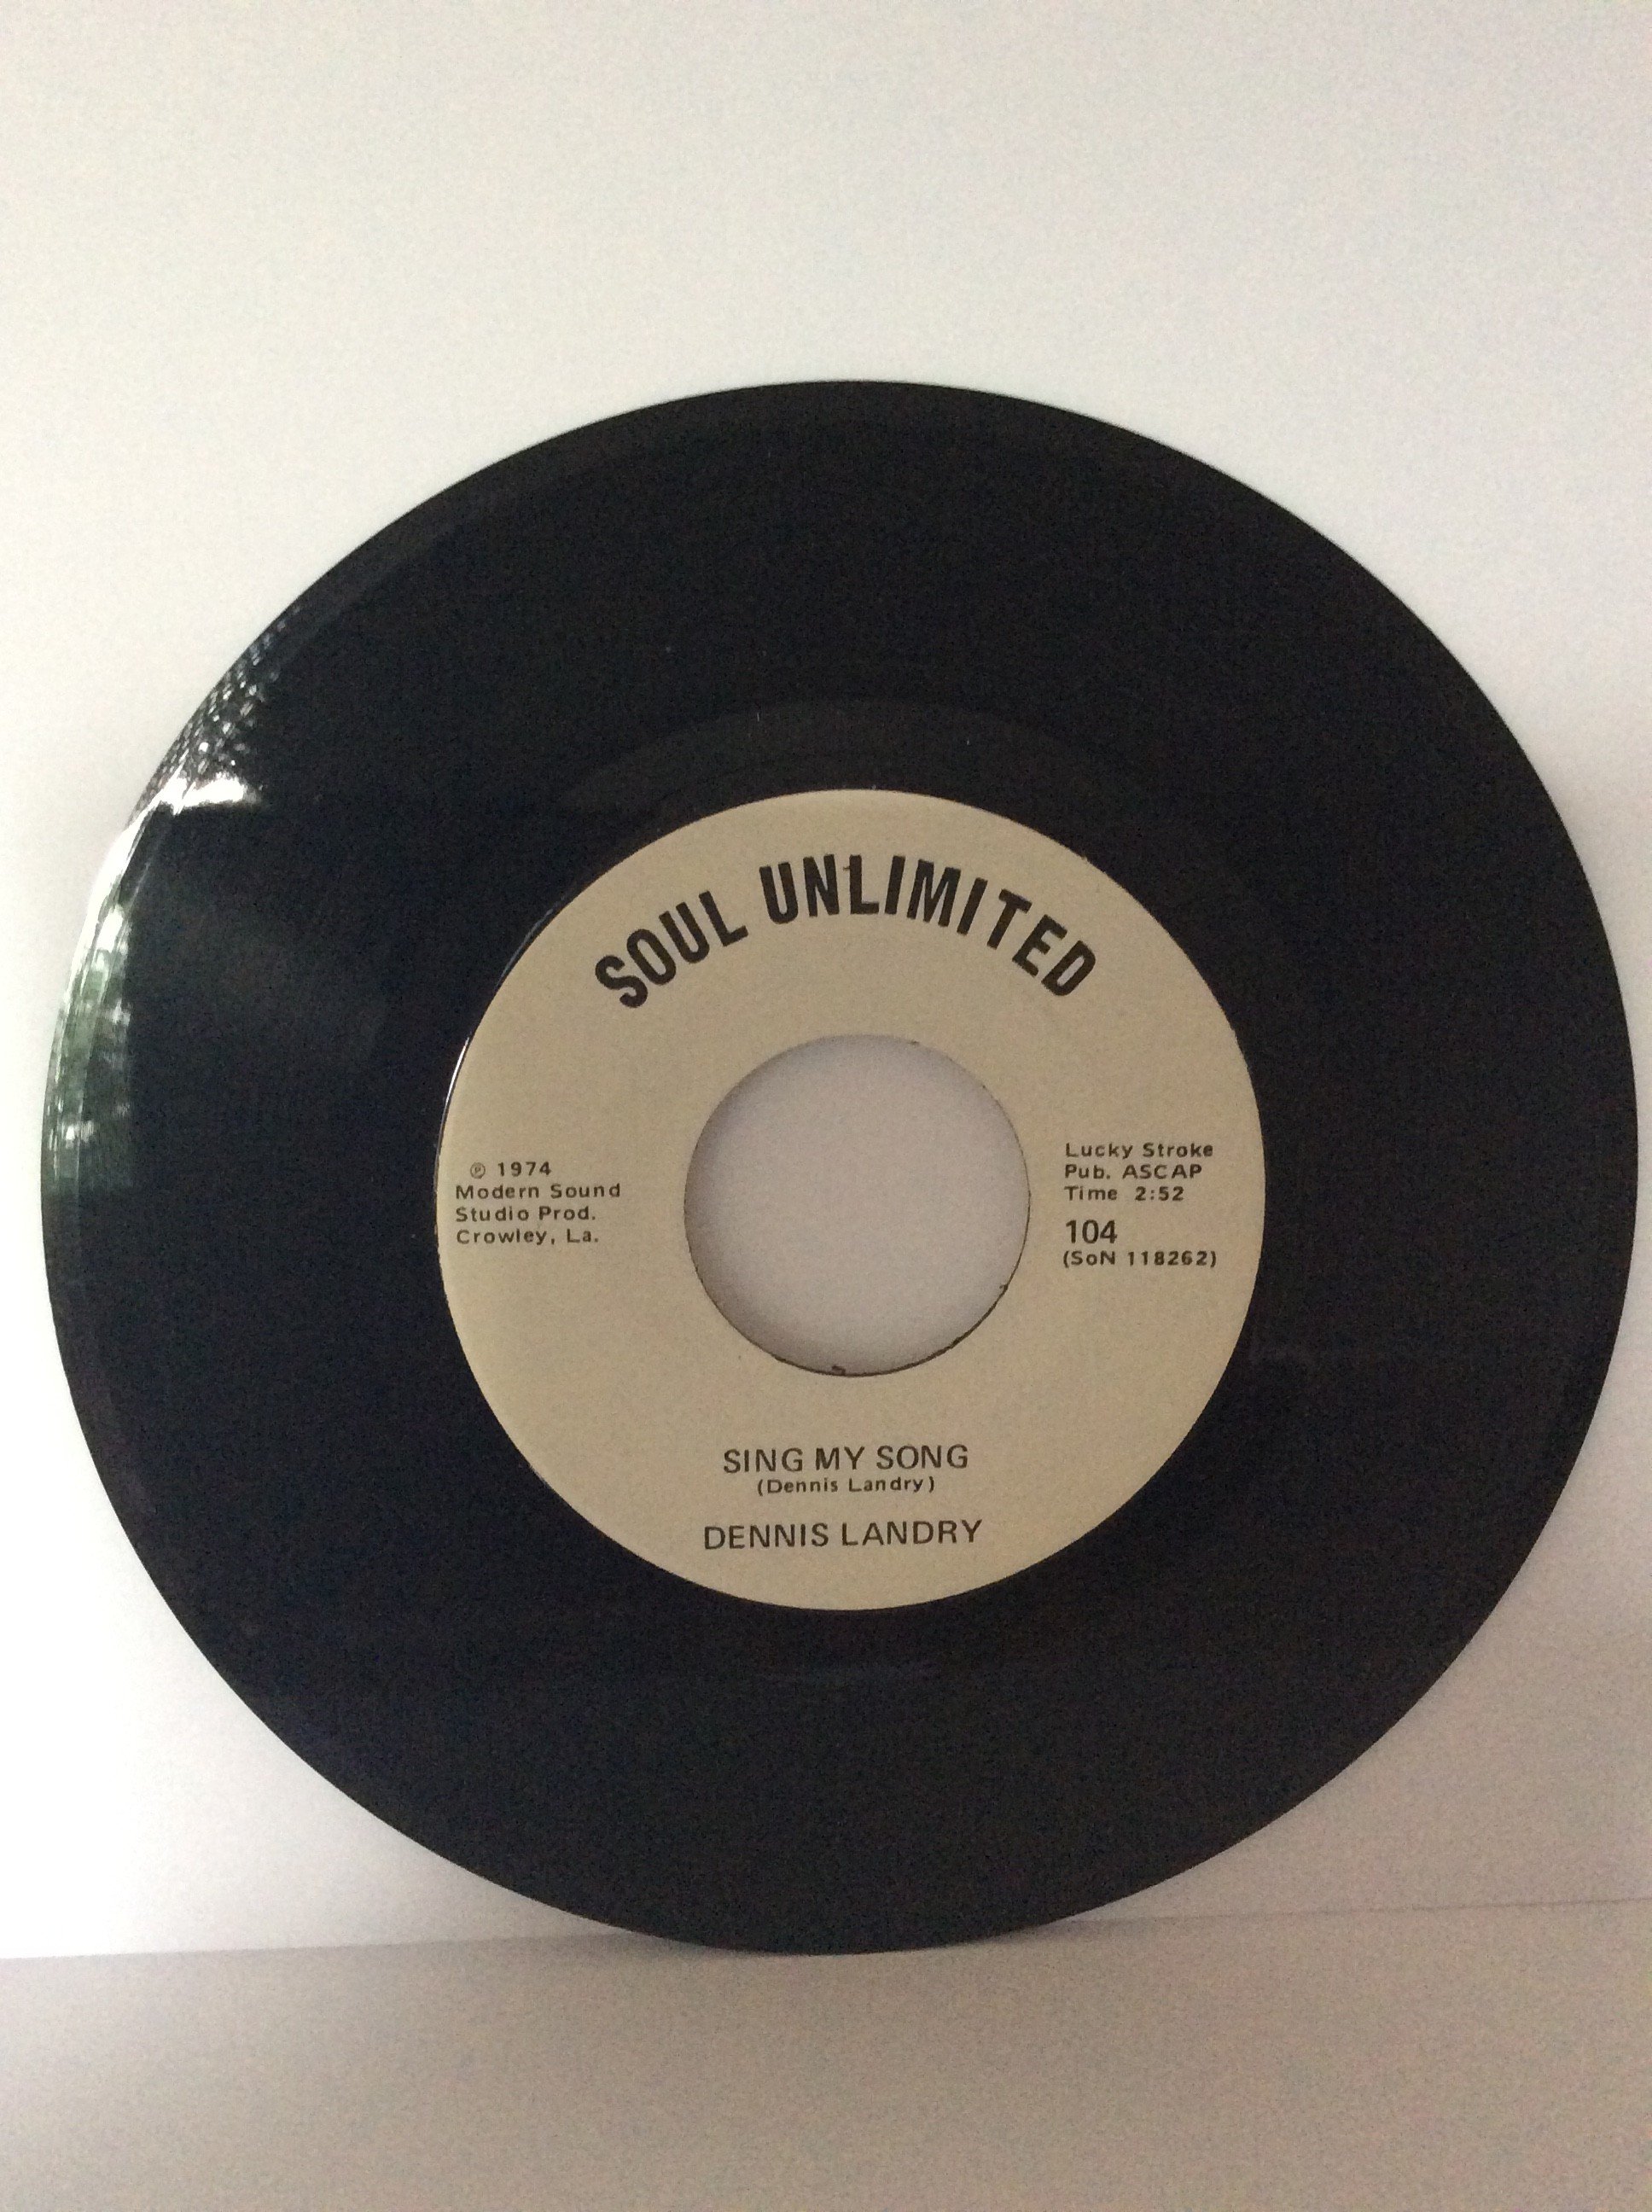 SOUL UNLIMITED
℗ 1974
Modern Sound
Studio Prod.
Crowley, La.
Lucky Stroke
Pub. ASCAP
Time 2:52
104
(SoN 118262)
SING MY SONG
(Dennis Landry)
DENNIS LANDRY